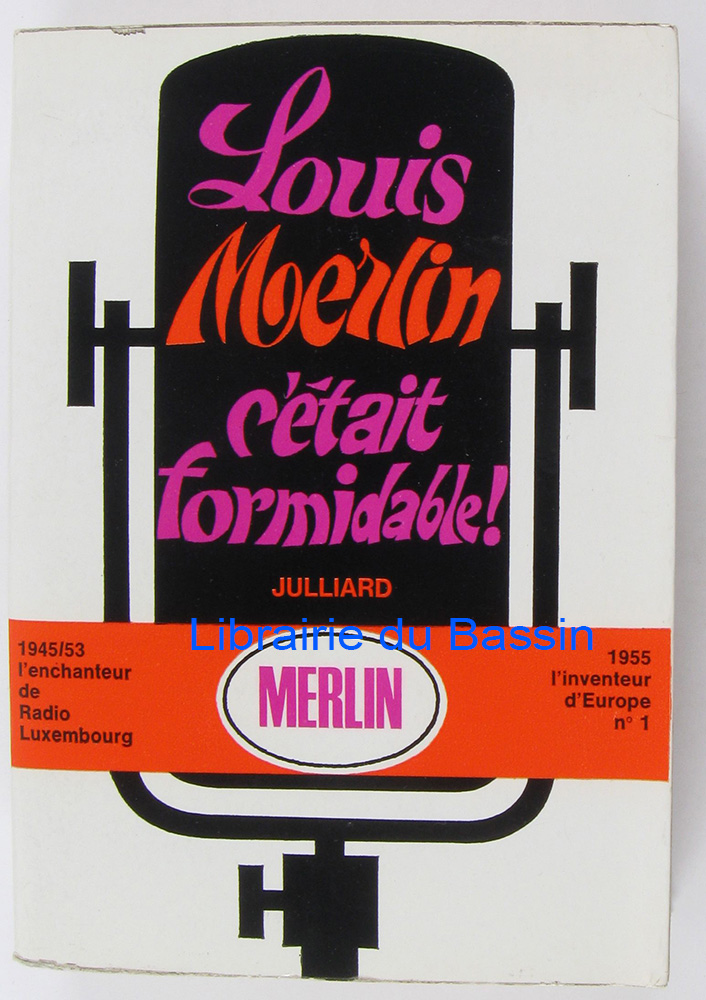 Louis
Merlin
c'était
formidable!
JULLIARD
Librairie du Bassin
1945/53
l'enchanteur
de
Radio
Luxembourg
MERLIN
1955
l'inventeur
d'Europe
n° 1